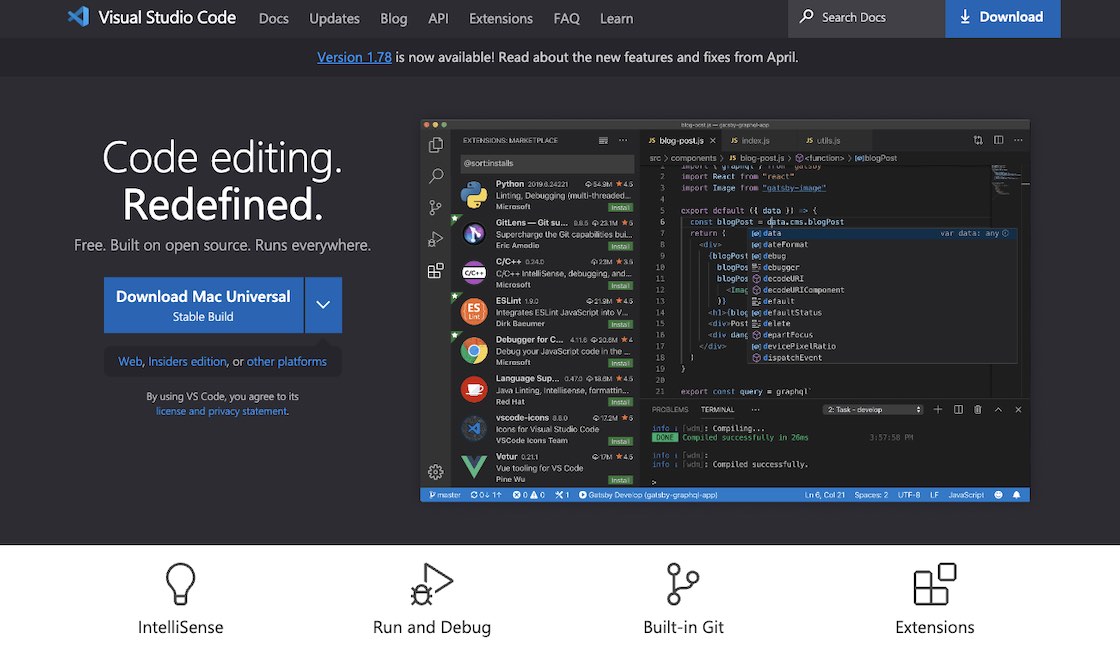 Visual Studio Code Docs Updates Blog API Extensions FAQ Learn Search Docs Download
Version 1.78 is now available! Read about the new features and fixes from April.
Code editing.
Redefined.
Free. Built on open source. Runs everywhere.
Download Mac Universal
Stable Build
Web, Insiders edition, or other platforms
By using VS Code, you agree to its
license and privacy statement.
blog-post.js — gatsby-graphql-app
EXTENSIONS: MARKETPLACE
@sort:installs
Python 2019.6.24221 54.9M 4.5
Linting, Debugging (multi-threaded...
Microsoft Install
GitLens — Git su... 9.8.5 23.1M 5
Supercharge the Git capabilities bui...
Eric Amodio Install
C/C++ 0.24.0 23M 3.5
C/C++ IntelliSense, debugging, and...
Microsoft Install
ESLint 1.9.0 21.9M 4.5
Integrates ESLint JavaScript into V...
Dirk Baeumer Install
Debugger for C... 4.11.6 20.6M 4
Debug your JavaScript code in the ...
Microsoft Install
Language Sup... 0.47.0 18.6M 4.5
Java Linting, Intellisense, formattin...
Red Hat Install
vscode-icons 8.8.0 17.2M 5
Icons for Visual Studio Code
VSCode Icons Team Install
Vetur 0.21.1 17M 4.5
Vue tooling for VS Code
Pine Wu Install
JS blog-post.js JS index.js JS utils.js
src > components > JS blog-post.js > <function> > blogPost
import { graphql } from "gatsby"
2 import React from "react"
3 import Image from "gatsby-image"
4
5 export default ({ data }) => {
6 const blogPost = data.cms.blogPost
7 return (
8 <div>
9 {blogPos
10 blogPos
11 blogPos
12 <Imag
13 )}
14 <h1>{blog
15 <div>Post
16 <div dang
17 </div>
18 )
19 }
20
21 export const query = graphql`
data var data: any
dateFormat
debug
debugger
decodeURI
decodeURIComponent
default
defaultStatus
delete
departFocus
devicePixelRatio
dispatchEvent
PROBLEMS TERMINAL ... 2: Task - develop
info : [wdm]: Compiling...
DONE Compiled successfully in 26ms 3:57:58 PM
info : [wdm]:
info : [wdm]: Compiled successfully.
>
master 0↓ 1↑ 0 0 1 Gatsby Develop (gatsby-graphql-app) Ln 6, Col 21 Spaces: 2 UTF-8 LF JavaScript
IntelliSense Run and Debug Built-in Git Extensions